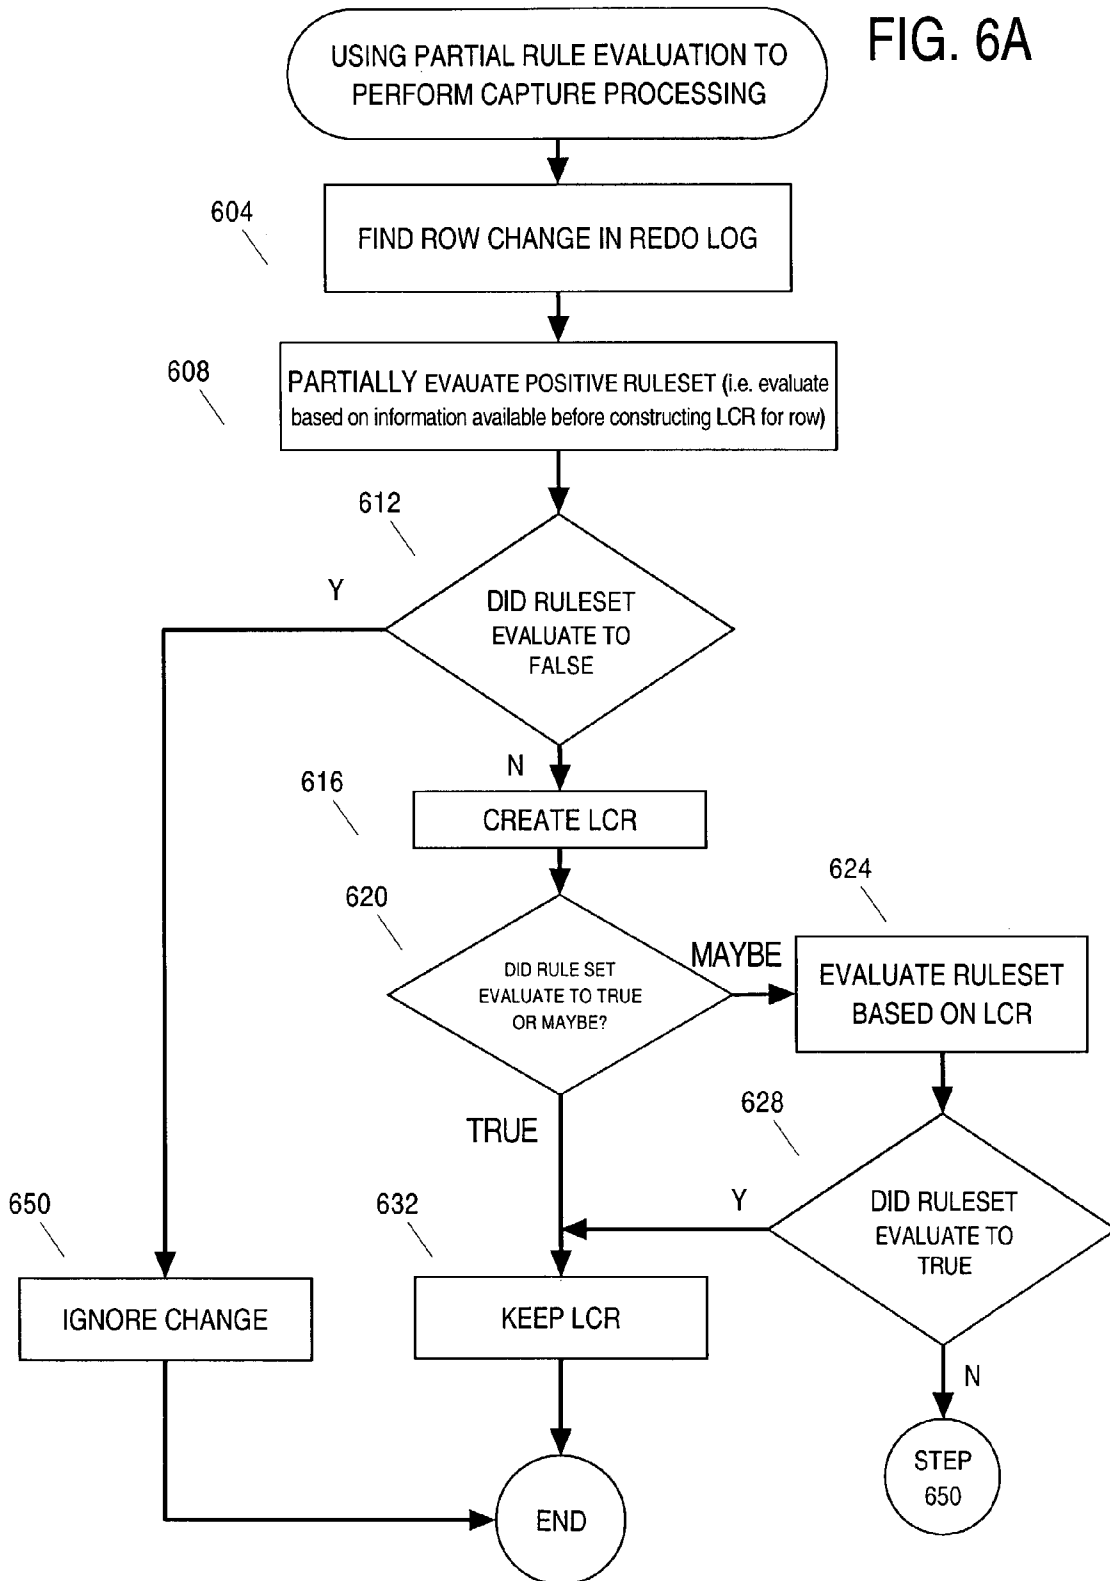 FIG. 6A
USING PARTIAL RULE EVALUATION TO
PERFORM CAPTURE PROCESSING
604
FIND ROW CHANGE IN REDO LOG
608
PARTIALLY EVAUATE POSITIVE RULESET (i.e. evaluate
based on information available before constructing LCR for row)
612
Y
DID RULESET
EVALUATE TO
FALSE
N
616
CREATE LCR
620
DID RULE SET
EVALUATE TO TRUE
OR MAYBE?
MAYBE
624
EVALUATE RULESET
BASED ON LCR
TRUE
628
Y
DID RULESET
EVALUATE TO
TRUE
650
IGNORE CHANGE
632
KEEP LCR
N
STEP
650
END